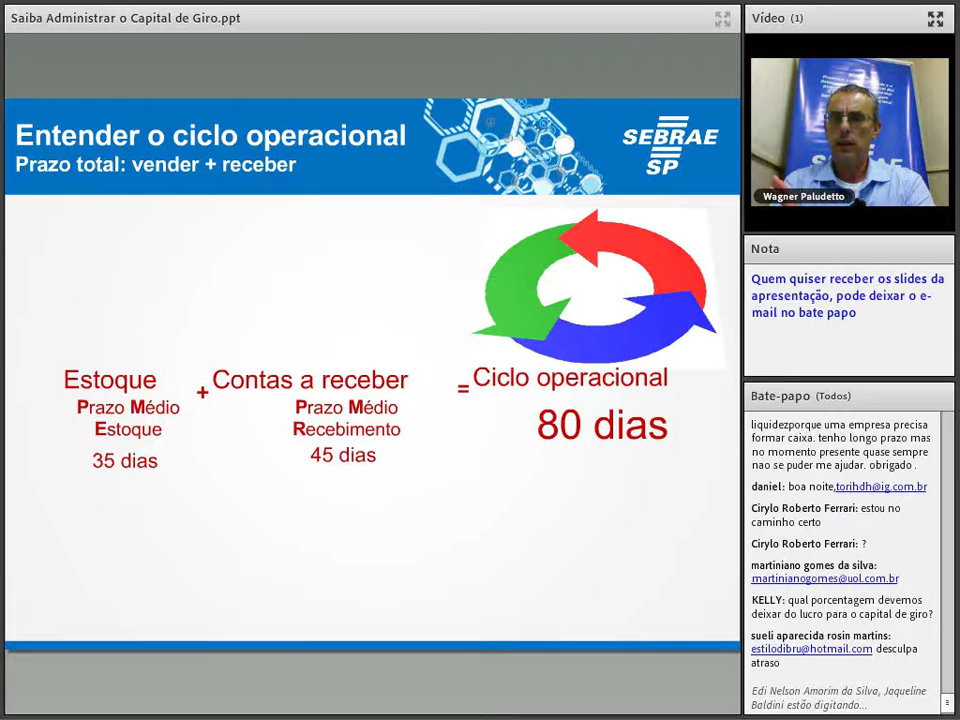 Saiba Administrar o Capital de Giro.ppt
Entender o ciclo operacional
Prazo total: vender + receber
SEBRAE
SP
Estoque
Prazo Médio
Estoque
35 dias
+
Contas a receber
Prazo Médio
Recebimento
45 dias
=
Ciclo operacional
80 dias
Vídeo (1)
SEBRAE
Wagner Paludetto
Nota
Quem quiser receber os slides da
apresentação, pode deixar o e-
mail no bate papo
Bate-papo (Todos)
liquidezporque uma empresa precisa
formar caixa. tenho longo prazo mas
no momento presente quase sempre
nao se puder me ajudar. obrigado .
daniel: boa noite,torihdh@ig.com.br
Cirylo Roberto Ferrari: estou no
caminho certo
Cirylo Roberto Ferrari: ?
martiniano gomes da silva:
martinianogomes@uol.com.br
KELLY: qual porcentagem devemos
deixar do lucro para o capital de giro?
sueli aparecida rosin martins:
estilodibru@hotmail.com desculpa
atraso
Edi Nelson Amorim da Silva, Jaqueline
Baldini estão digitando...